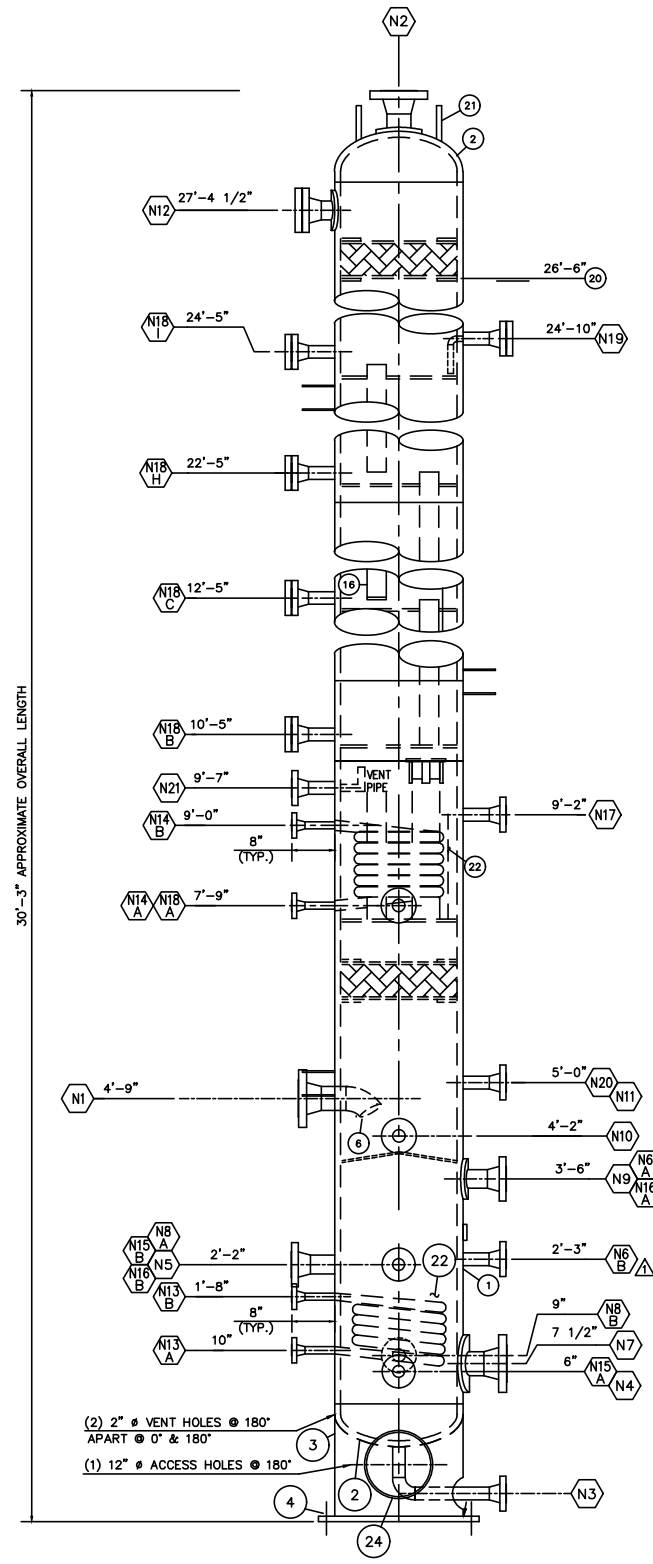 N2
21
2
N12 27'-4 1/2"
26'-6" 20
N18 I 24'-5"
24'-10" N19
N18 H 22'-5"
16
N18 C 12'-5"
30'-3" APPROXIMATE OVERALL LENGTH
N18 B 10'-5"
N21 9'-7"
VENT PIPE
N14 B 9'-0"
9'-2" N17
8" (TYP.)
22
N14 A N18 A 7'-9"
5'-0" N20 N11
N1 4'-9"
6
4'-2" N10
3'-6" N9 N6 A N16 A
N15 B N8 A N16 B N5 2'-2"
22
2'-3" N6 B 1
1
N13 B 1'-8"
8" (TYP.)
9" N8 B
7 1/2" N7
N13 A 10"
6" N15 A N4
(2) 2" ø VENT HOLES @ 180°
APART @ 0° & 180°
3
(1) 12" ø ACCESS HOLES @ 180°
2
4
N3
24